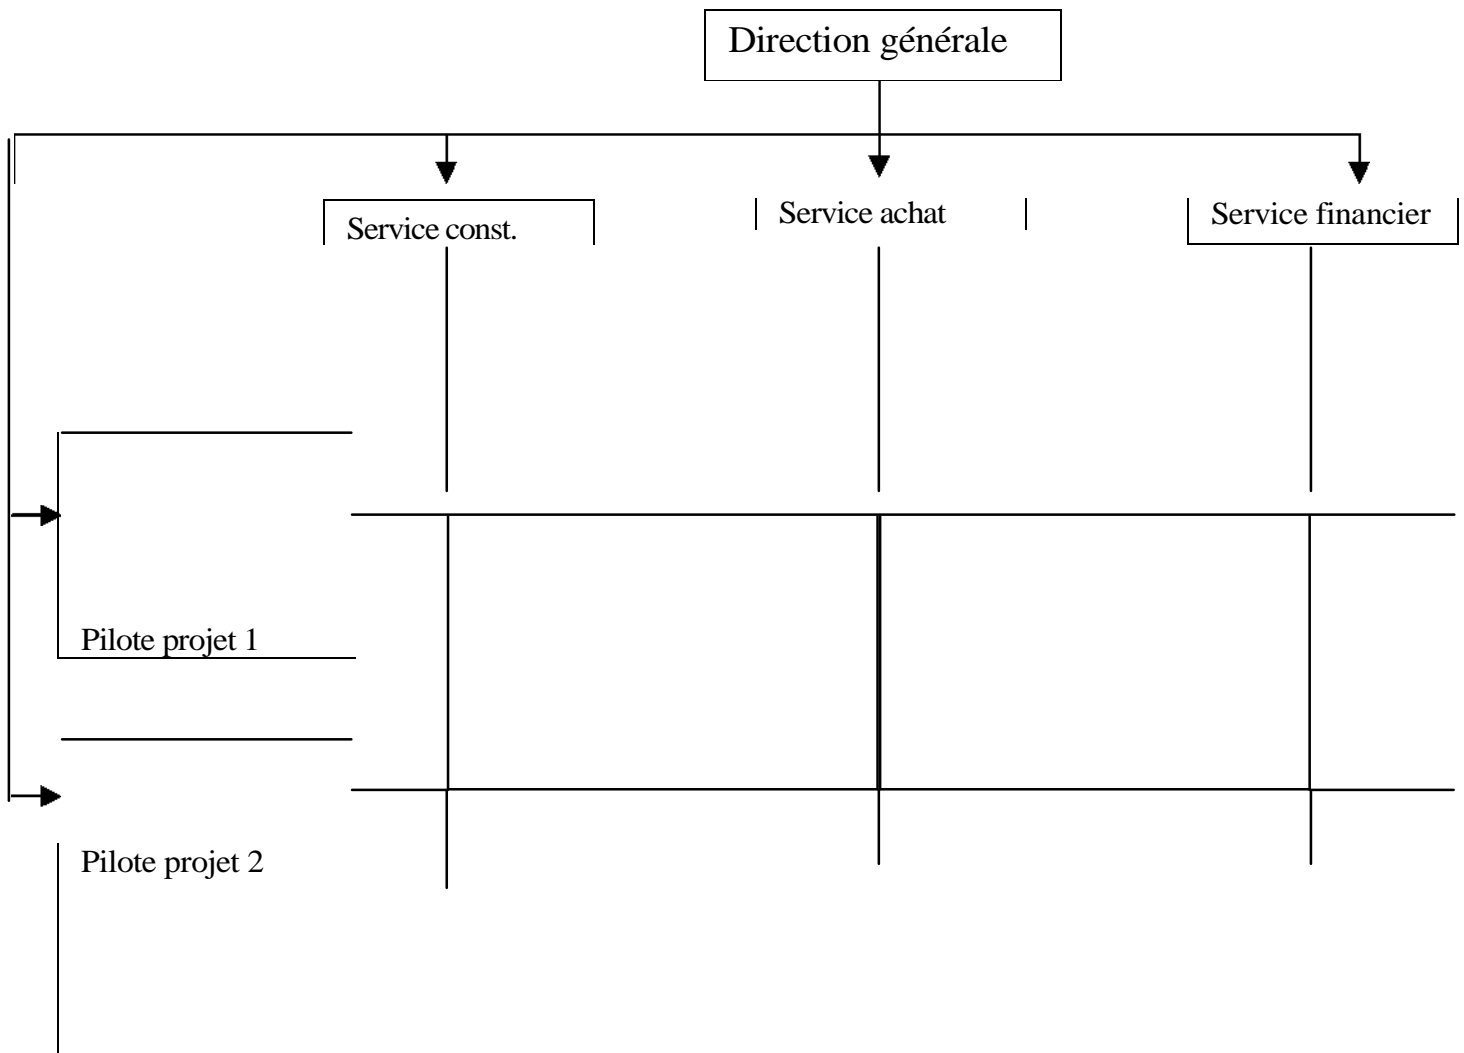 Direction générale
Service const.
Service achat
Service financier
Pilote projet 1
Pilote projet 2